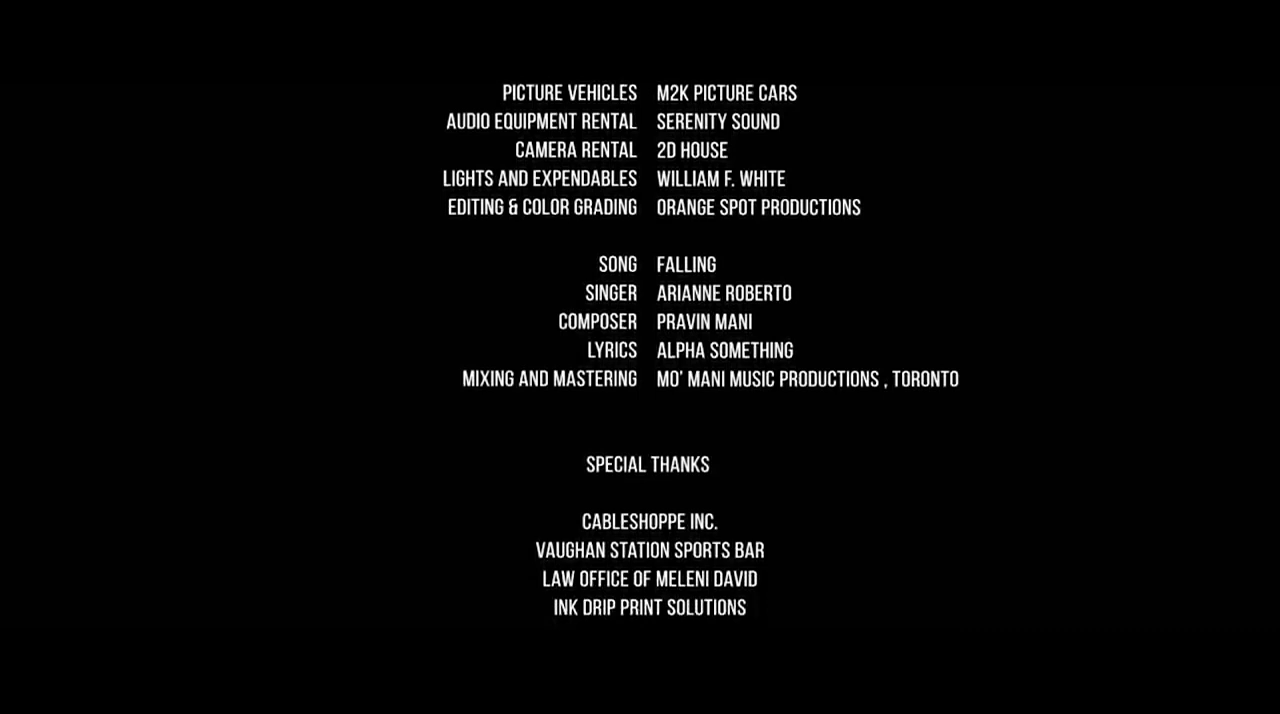 PICTURE VEHICLES M2K PICTURE CARS
AUDIO EQUIPMENT RENTAL SERENITY SOUND
CAMERA RENTAL 2D HOUSE
LIGHTS AND EXPENDABLES WILLIAM F. WHITE
EDITING & COLOR GRADING ORANGE SPOT PRODUCTIONS
SONG FALLING
SINGER ARIANNE ROBERTO
COMPOSER PRAVIN MANI
LYRICS ALPHA SOMETHING
MIXING AND MASTERING MO' MANI MUSIC PRODUCTIONS , TORONTO
SPECIAL THANKS
CABLESHOPPE INC.
VAUGHAN STATION SPORTS BAR
LAW OFFICE OF MELENI DAVID
INK DRIP PRINT SOLUTIONS